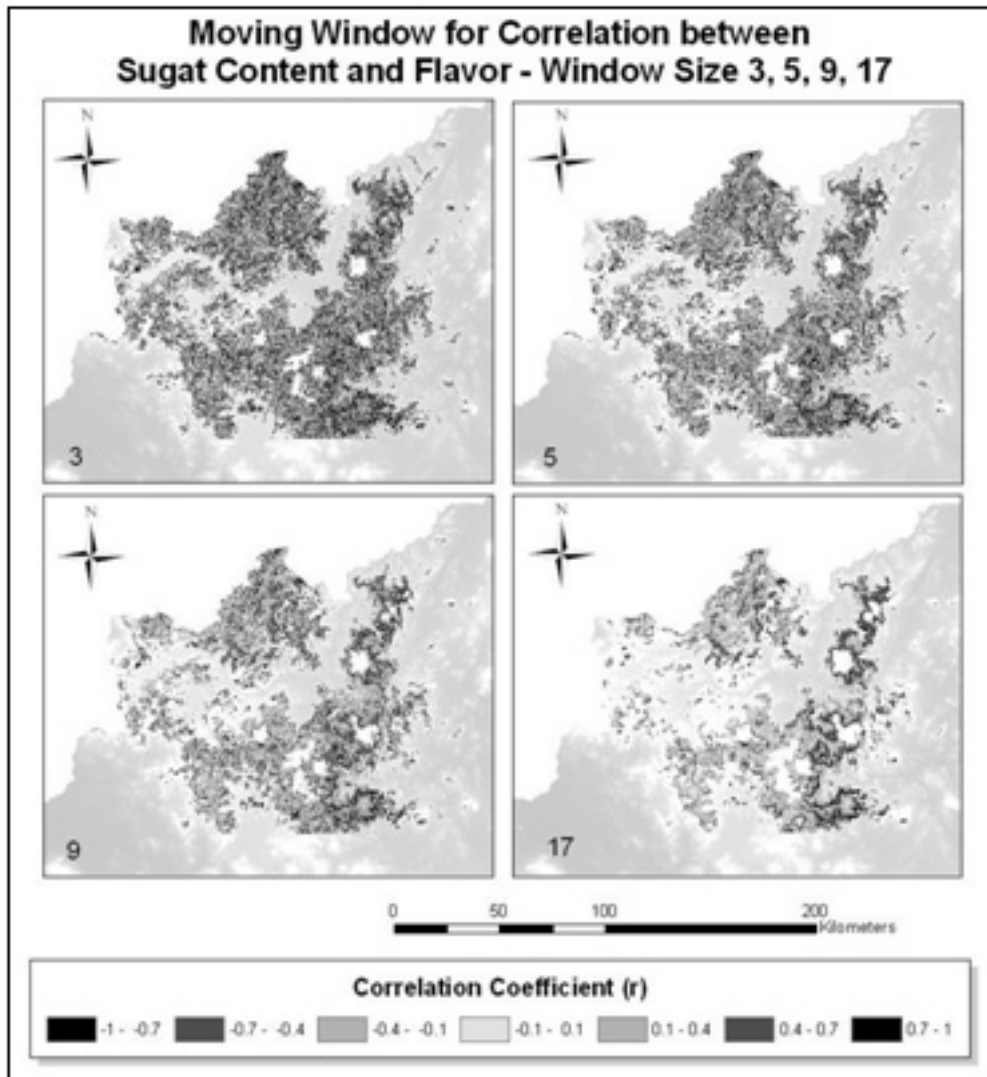 Moving Window for Correlation between
Sugat Content and Flavor - Window Size 3, 5, 9, 17
N
N
3
5
N
N
9
17
0 50 100 200
Kilometers
Correlation Coefficient (r)
-1 - -0.7 -0.7 - -0.4 -0.4 - -0.1 -0.1 - 0.1 0.1 - 0.4 0.4 - 0.7 0.7 - 1